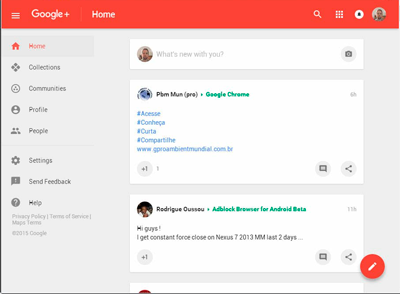 Google+ Home
Home
Collections
Communities
Profile
People
Settings
Send Feedback
Help
Privacy Policy | Terms of Service |
Maps Terms
©2016 Google
What's new with you?
Pbm Mun (pro) ▸ Google Chrome 6h
#Acesse
#Conheça
#Curta
#Compartilhe
www.gproambientmundial.com.br
+1 1
Rodrigue Oussou ▸ Adblock Browser for Android Beta 11h
Hi guys !
I get constant force close on Nexus 7 2013 MM last 2 days ...
+1